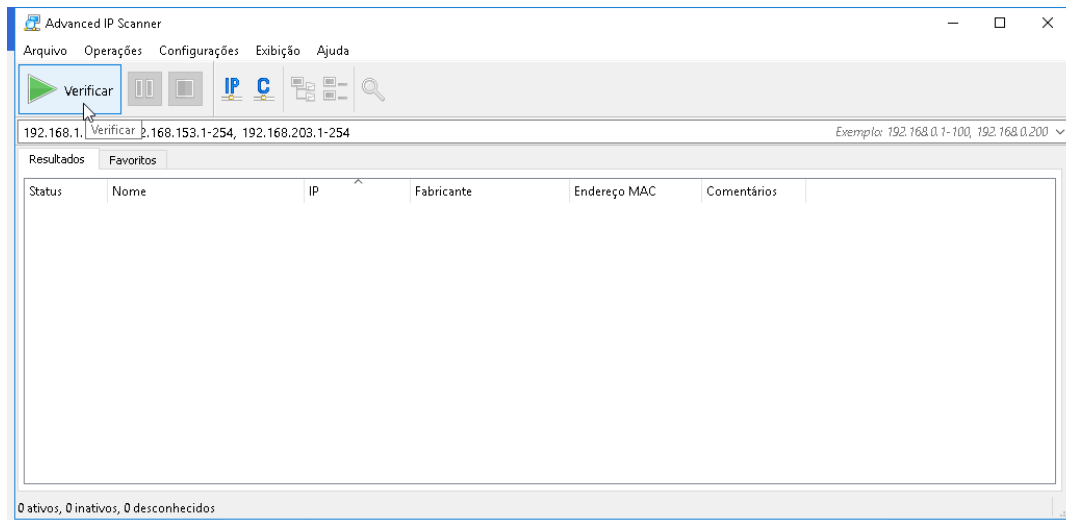 Advanced IP Scanner
Arquivo Operações Configurações Exibição Ajuda
Verificar
IP C
192.168.1. Verificar 2.168.153.1-254, 192.168.203.1-254 Exemplo: 192.168.0.1-100, 192.168.0.200
Resultados Favoritos
Status Nome IP Fabricante Endereço MAC Comentários
0 ativos, 0 inativos, 0 desconhecidos